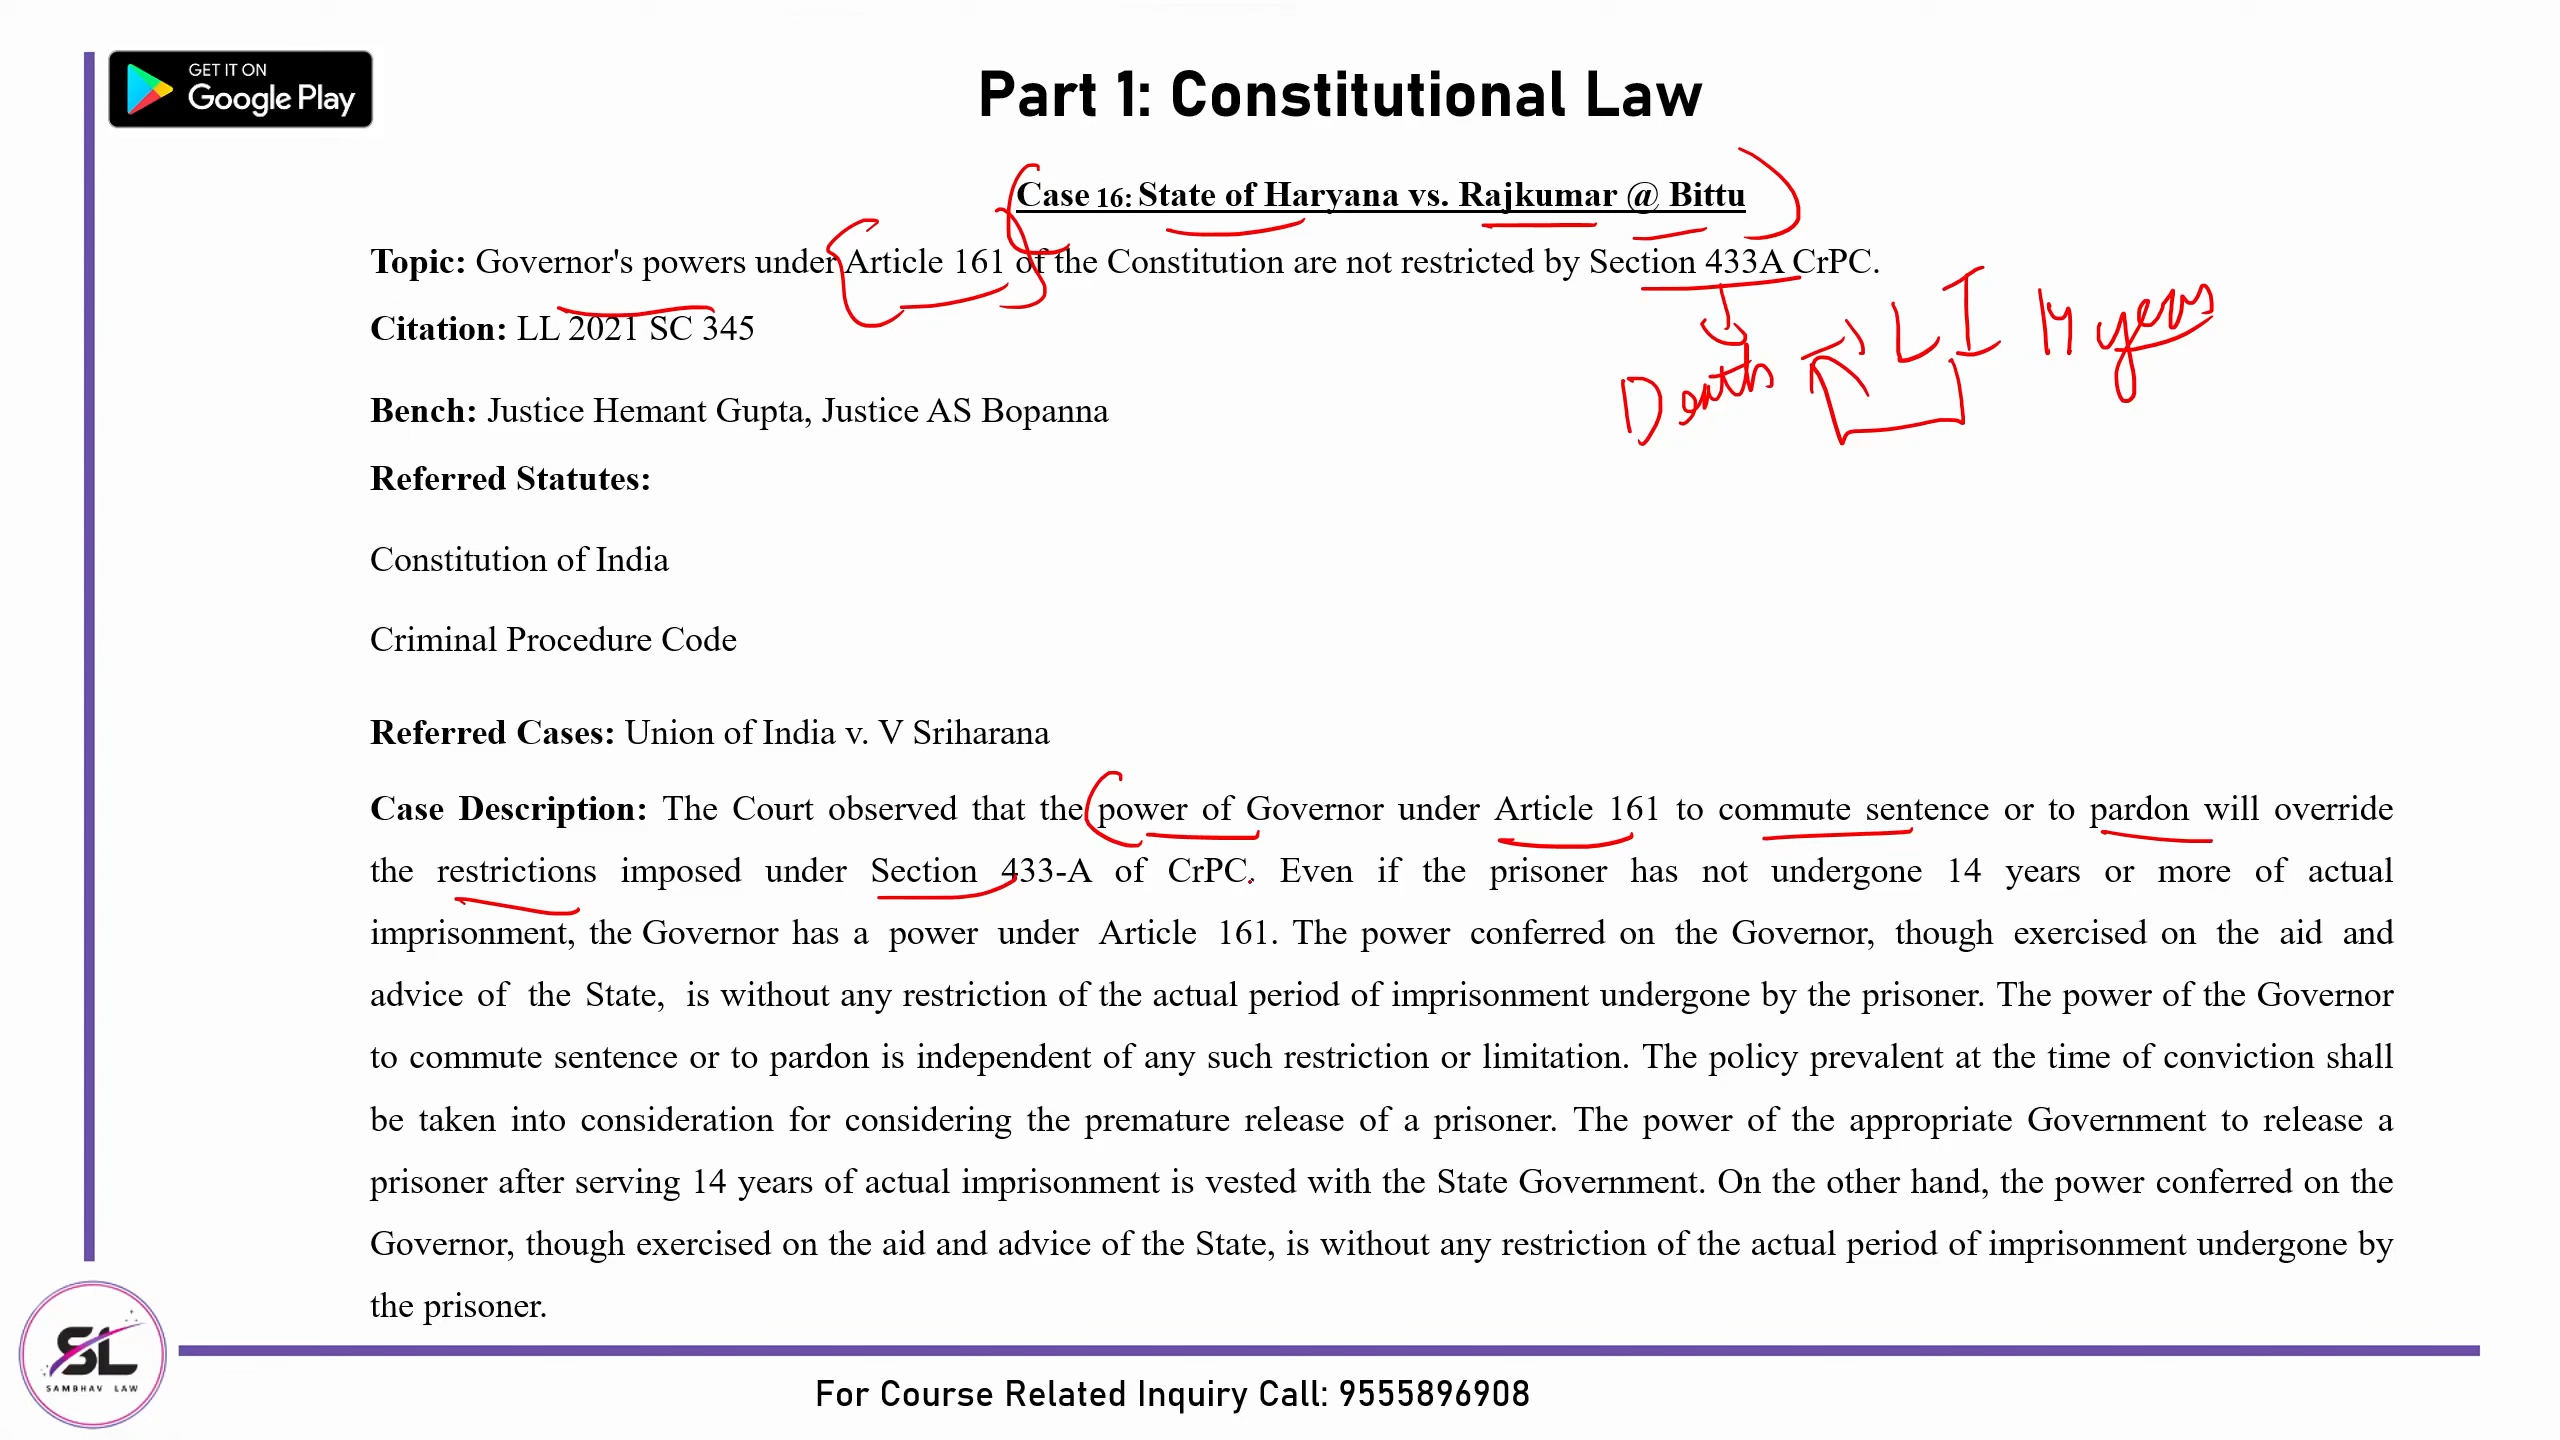 GET IT ON
Google Play
Part 1: Constitutional Law
Case 16: State of Haryana vs. Rajkumar @ Bittu
Topic: Governor's powers under Article 161 of the Constitution are not restricted by Section 433A CrPC.
Death LI 14 years
Citation: LL 2021 SC 345
Bench: Justice Hemant Gupta, Justice AS Bopanna
Referred Statutes:
Constitution of India
Criminal Procedure Code
Referred Cases: Union of India v. V Sriharana
Case Description: The Court observed that the power of Governor under Article 161 to commute sentence or to pardon will override
the restrictions imposed under Section 433-A of CrPC. Even if the prisoner has not undergone 14 years or more of actual
imprisonment, the Governor has a power under Article 161. The power conferred on the Governor, though exercised on the aid and
advice of the State, is without any restriction of the actual period of imprisonment undergone by the prisoner. The power of the Governor
to commute sentence or to pardon is independent of any such restriction or limitation. The policy prevalent at the time of conviction shall
be taken into consideration for considering the premature release of a prisoner. The power of the appropriate Government to release a
prisoner after serving 14 years of actual imprisonment is vested with the State Government. On the other hand, the power conferred on the
Governor, though exercised on the aid and advice of the State, is without any restriction of the actual period of imprisonment undergone by
the prisoner.
SL
SAMBHAV LAW
For Course Related Inquiry Call: 9555896908